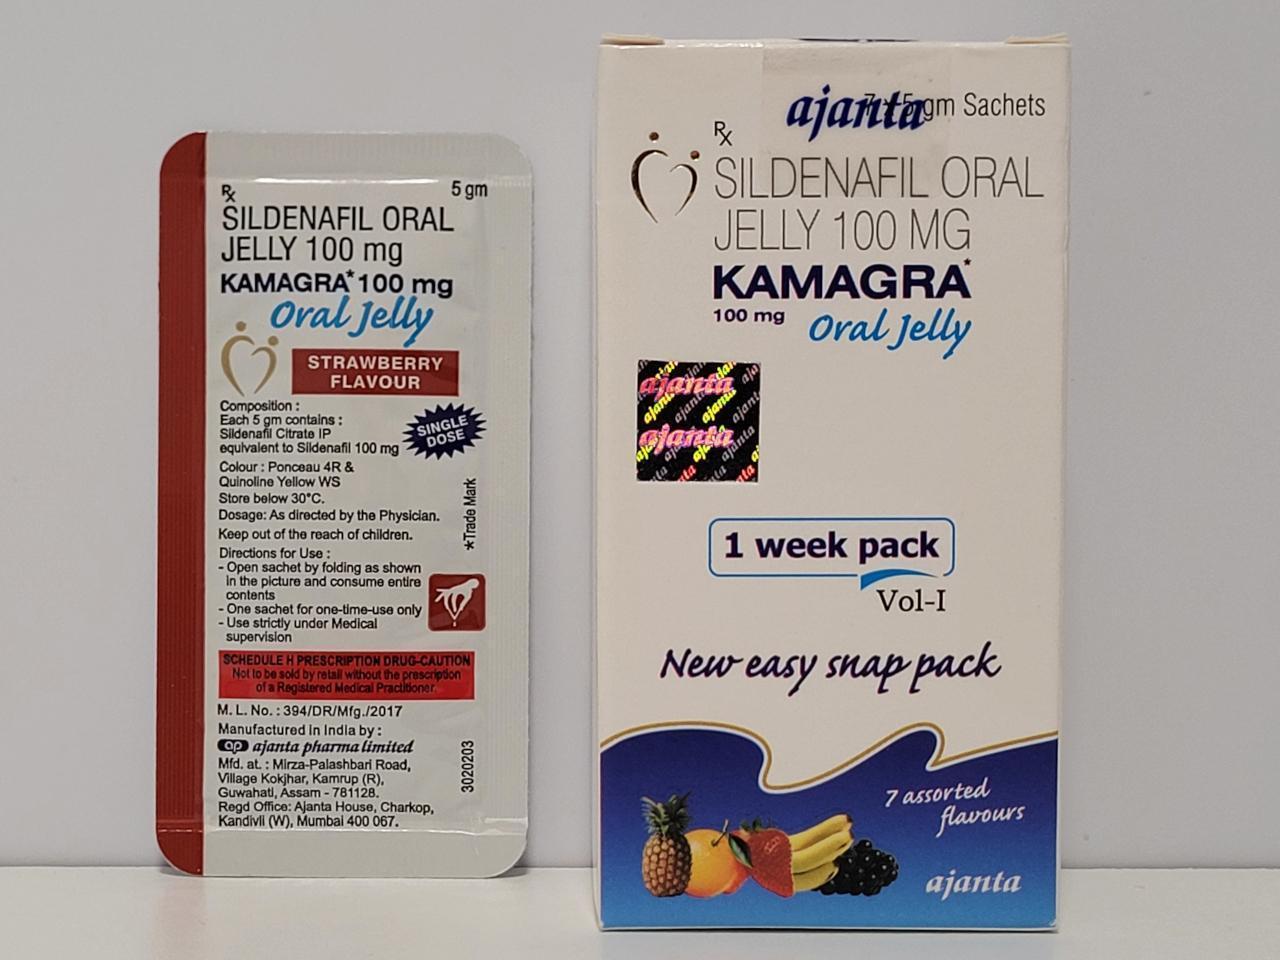 Rx
5 gm
SILDENAFIL ORAL
JELLY 100 mg
KAMAGRA* 100 mg
Oral Jelly
STRAWBERRY
FLAVOUR
Composition :
Each 5 gm contains :
Sildenafil Citrate IP
equivalent to Sildenafil 100 mg
SINGLE
DOSE
Colour : Ponceau 4R &
Quinoline Yellow WS
Store below 30°C.
Dosage: As directed by the Physician.
Keep out of the reach of children.
*Trade Mark
Directions for Use :
- Open sachet by folding as shown
in the picture and consume entire
contents
- One sachet for one-time-use only
- Use strictly under Medical
supervision
SCHEDULE H PRESCRIPTION DRUG-CAUTION
Not to be sold by retail without the prescription
of a Registered Medical Practitioner.
M. L. No. : 394/DR/Mfg./2017
Manufactured in India by :
ap ajanta pharma limited
Mfd. at. : Mirza-Palashbari Road,
Village Kokjhar, Kamrup (R),
Guwahati, Assam - 781128.
Regd Office: Ajanta House, Charkop,
Kandivli (W), Mumbai 400 067.
3020203
ajanta
7 x 5 gm Sachets
Rx
SILDENAFIL ORAL
JELLY 100 MG
KAMAGRA*
100 mg Oral Jelly
ajanta
ajanta
1 week pack
Vol-I
New easy snap pack
7 assorted
flavours
ajanta